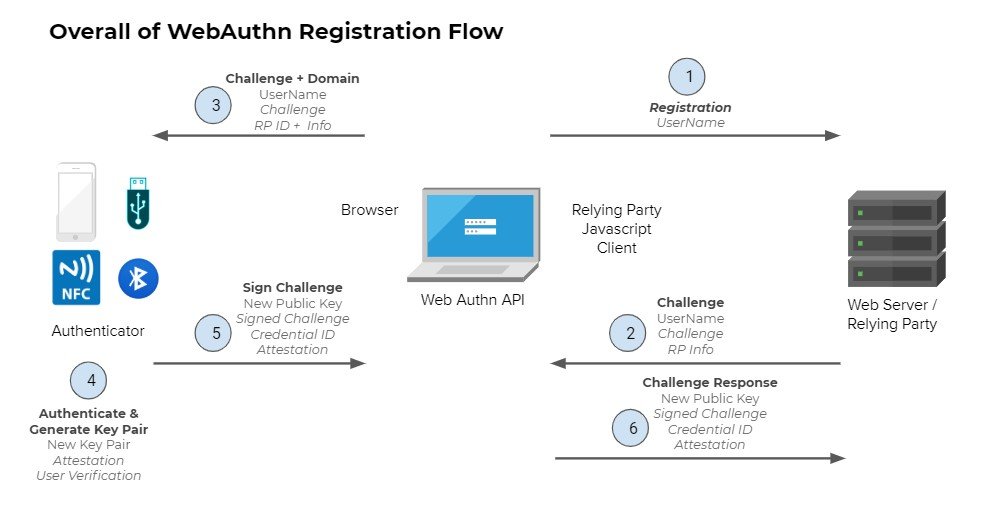 Overall of WebAuthn Registration Flow
1
Registration
UserName
3
Challenge + Domain
UserName
Challenge
RP ID + Info
NFC
Authenticator
Browser
Web Authn API
Relying Party
Javascript
Client
Web Server /
Relying Party
2
Challenge
UserName
Challenge
RP Info
4
Authenticate &
Generate Key Pair
New Key Pair
Attestation
User Verification
5
Sign Challenge
New Public Key
Signed Challenge
Credential ID
Attestation
6
Challenge Response
New Public Key
Signed Challenge
Credential ID
Attestation